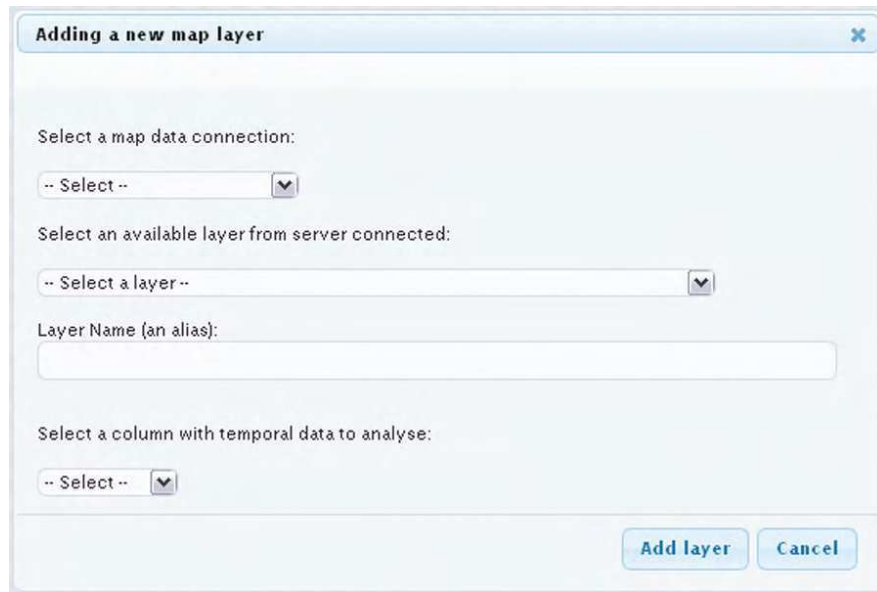 Adding a new map layer
Select a map data connection:
-- Select --
Select an available layer from server connected:
-- Select a layer --
Layer Name (an alias):
Select a column with temporal data to analyse:
-- Select --
Add layer Cancel